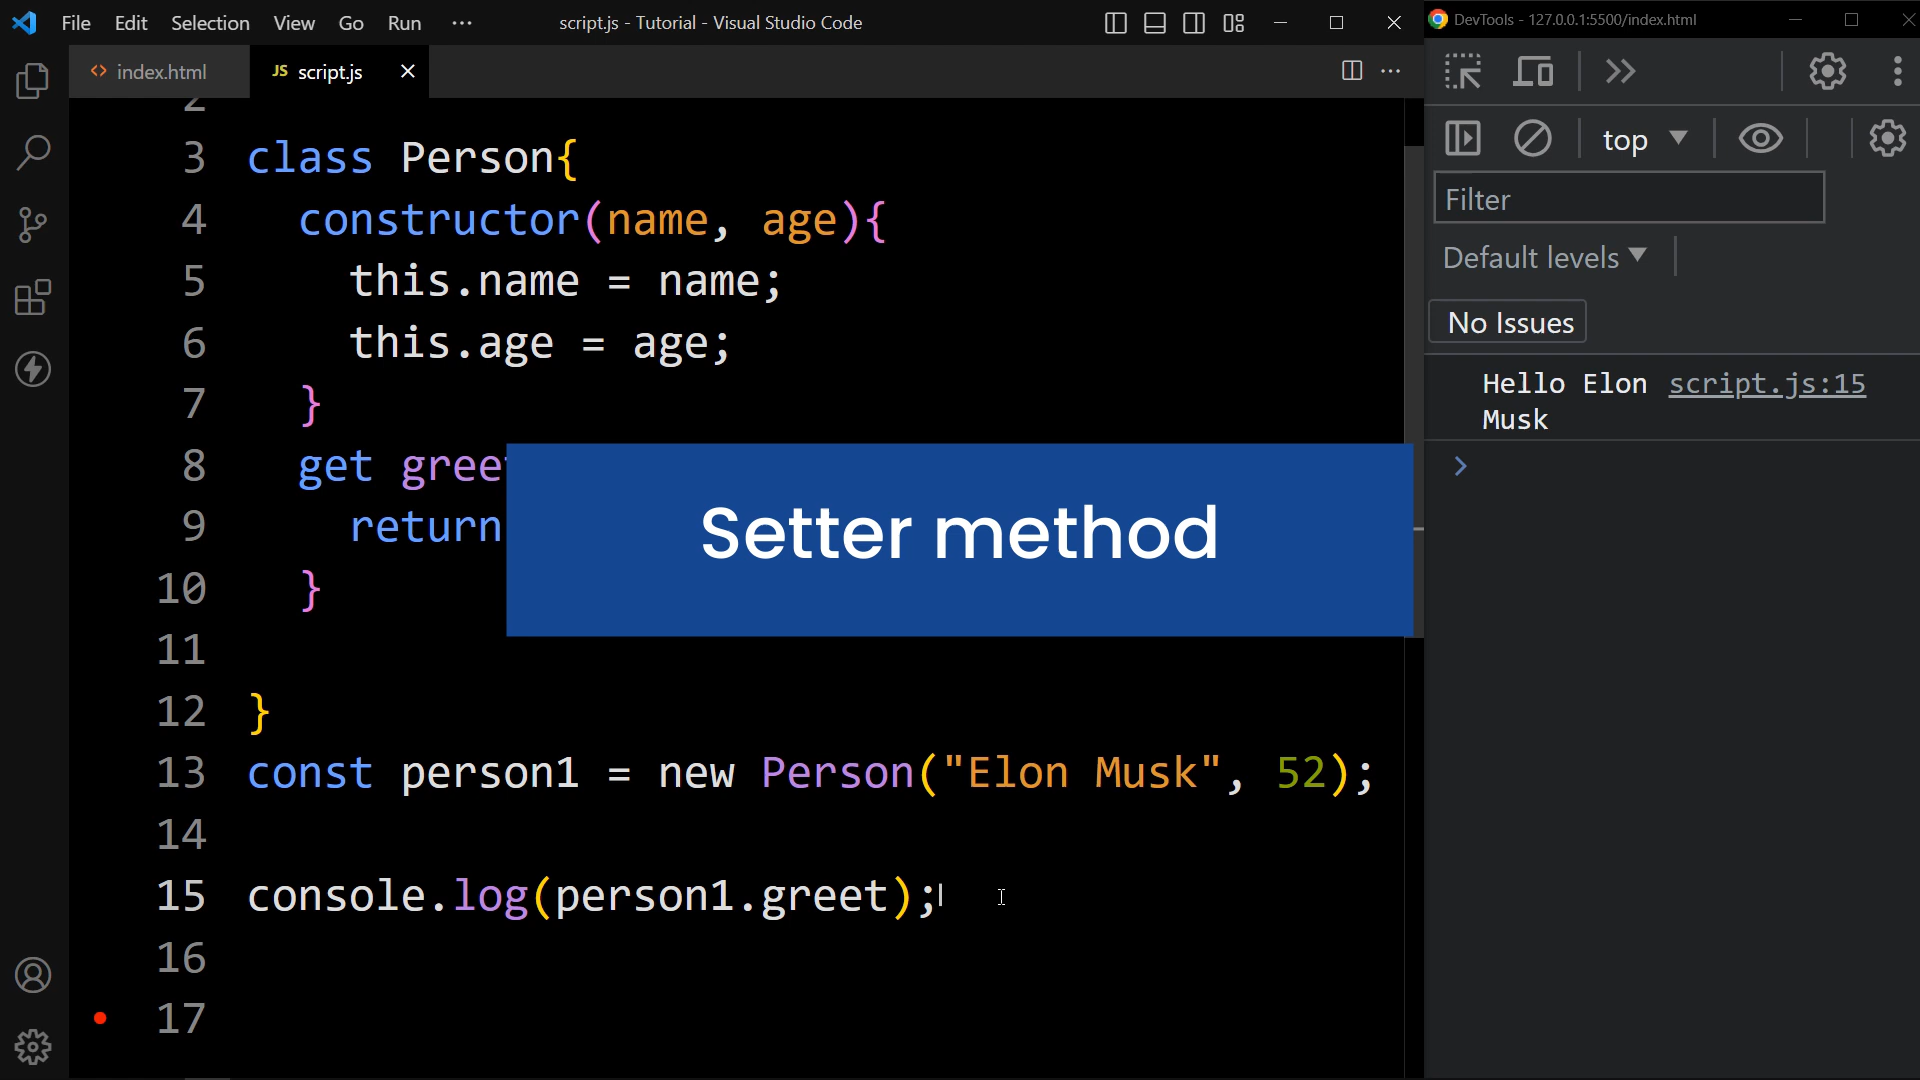 File Edit Selection View Go Run ··· script.js - Tutorial - Visual Studio Code
DevTools - 127.0.0.1:5500/index.html
<> index.html JS script.js
2
3 class Person{
4 constructor(name, age){
5 this.name = name;
6 this.age = age;
7 }
8 get gree
9 return
10 }
11
12 }
13 const person1 = new Person("Elon Musk", 52);
14
15 console.log(person1.greet);
16
17
Setter method
top
Filter
Default levels
No Issues
Hello Elon script.js:15
Musk